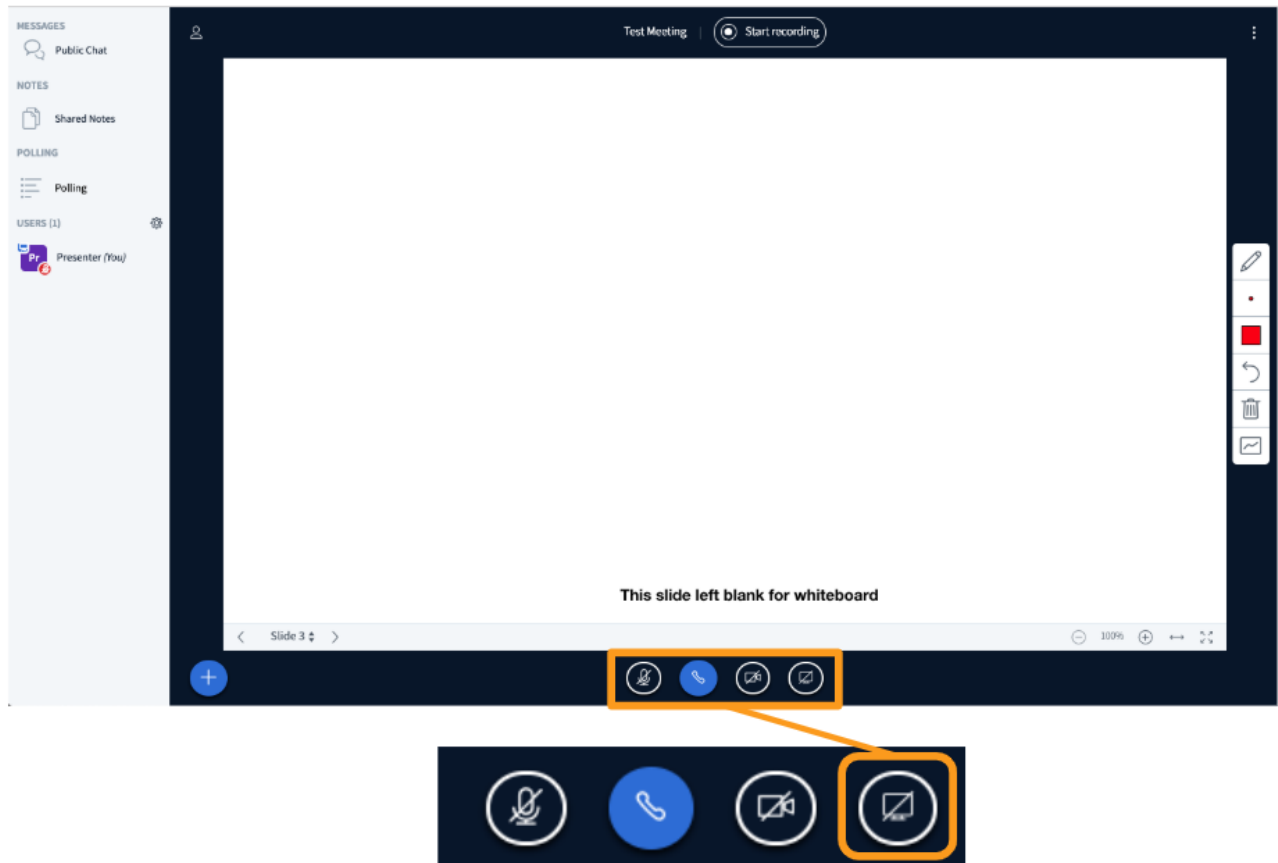 MESSAGES
Public Chat
NOTES
Shared Notes
POLLING
Polling
USERS (1)
Pr
Presenter (You)
Test Meeting
Start recording
This slide left blank for whiteboard
Slide 3
100%